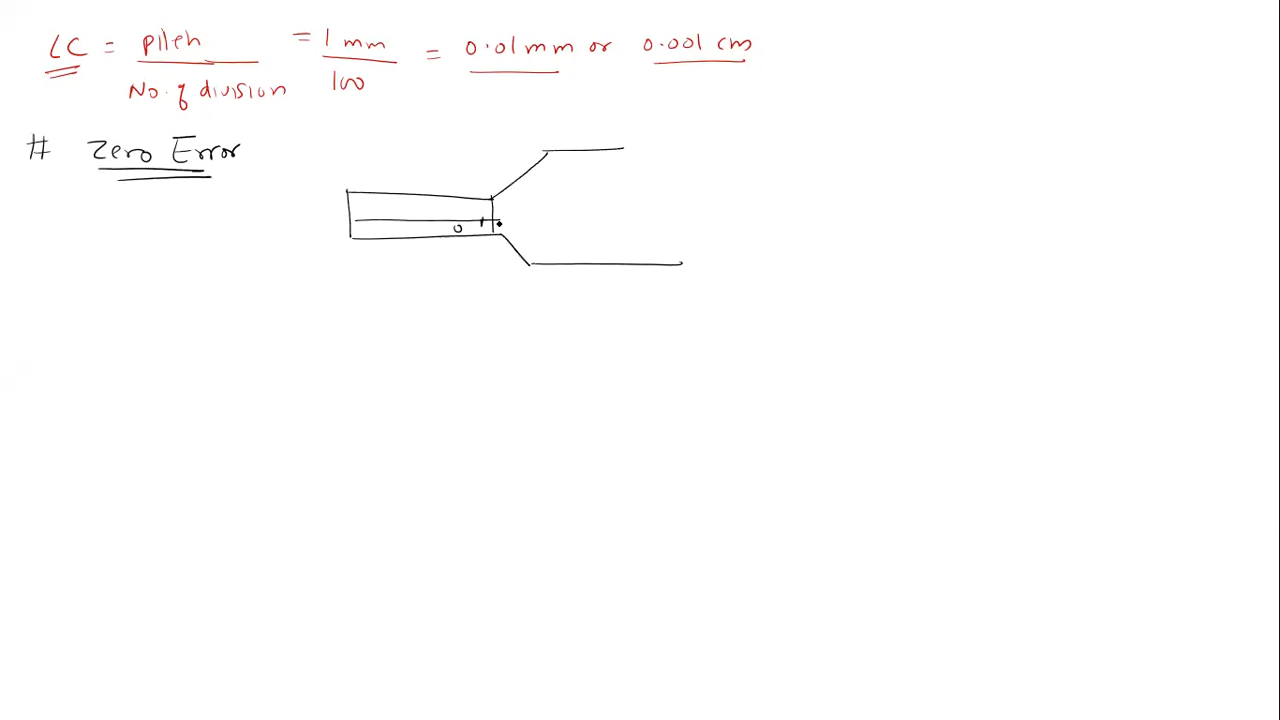 LC = pitch / No. of division = 1 mm / 100 = 0.01 mm or 0.001 cm
# Zero Error
0